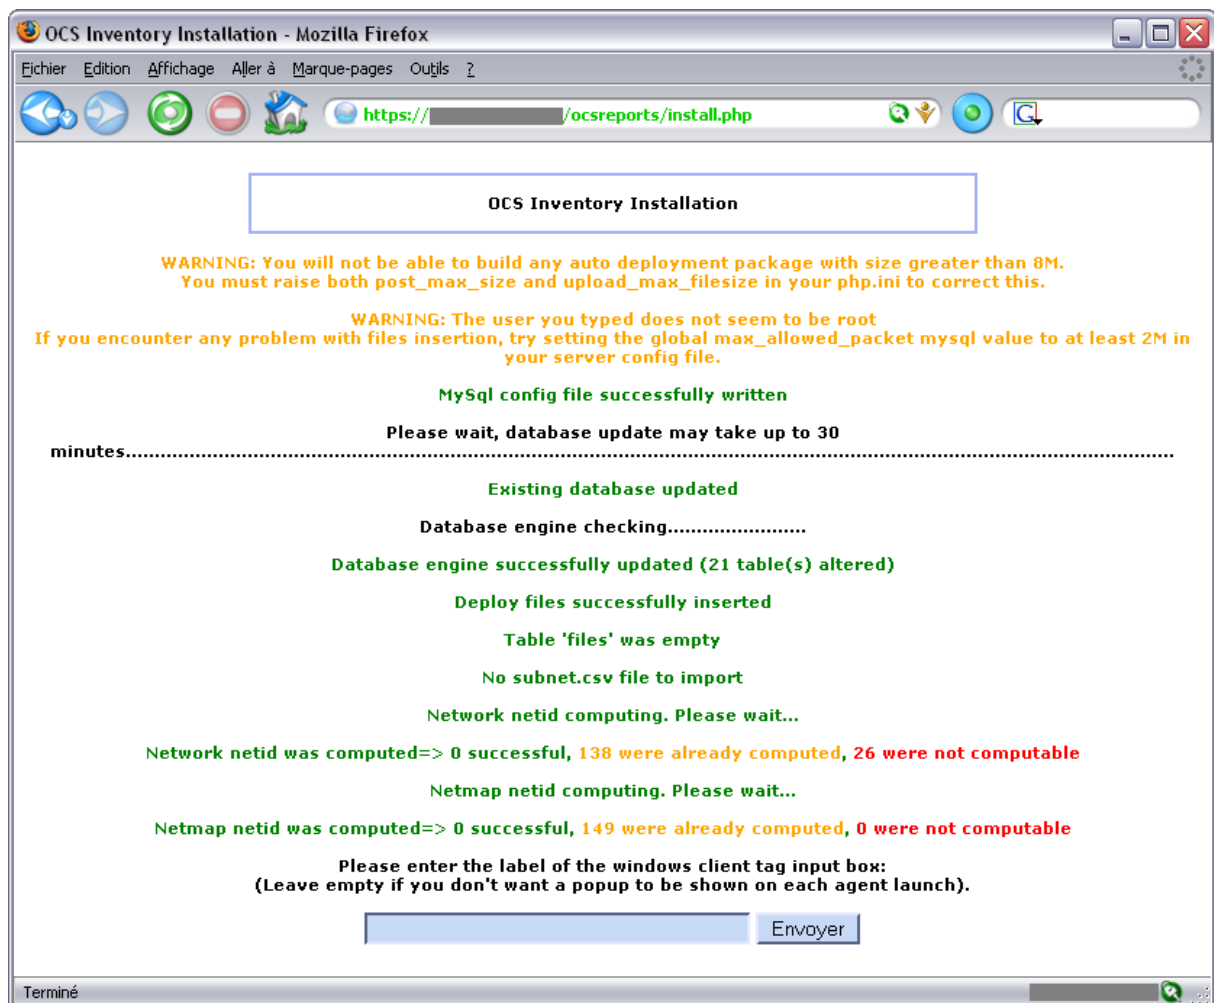 OCS Inventory Installation - Mozilla Firefox
Fichier Edition Affichage Aller à Marque-pages Outils ?
https:// /ocsreports/install.php
G
OCS Inventory Installation
WARNING: You will not be able to build any auto deployment package with size greater than 8M.
You must raise both post_max_size and upload_max_filesize in your php.ini to correct this.
WARNING: The user you typed does not seem to be root
If you encounter any problem with files insertion, try setting the global max_allowed_packet mysql value to at least 2M in
your server config file.
MySql config file successfully written
Please wait, database update may take up to 30
minutes....................................................................................................................................................................................
Existing database updated
Database engine checking........................
Database engine successfully updated (21 table(s) altered)
Deploy files successfully inserted
Table 'files' was empty
No subnet.csv file to import
Network netid computing. Please wait...
Network netid was computed=> 0 successful, 138 were already computed, 26 were not computable
Netmap netid computing. Please wait...
Netmap netid was computed=> 0 successful, 149 were already computed, 0 were not computable
Please enter the label of the windows client tag input box:
(Leave empty if you don't want a popup to be shown on each agent launch).
Envoyer
Terminé